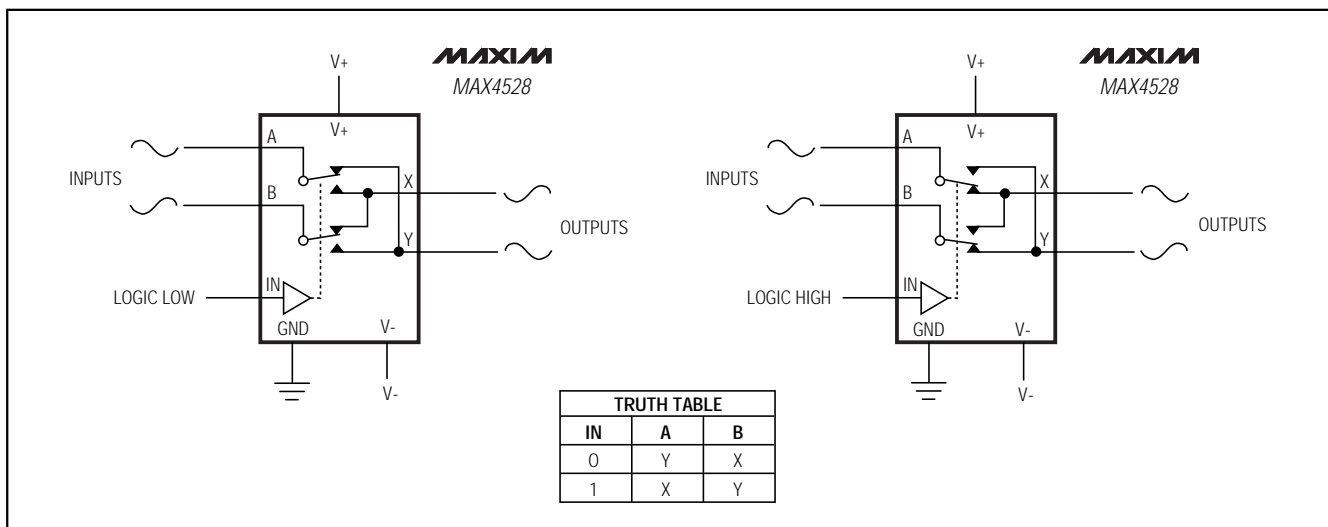 V+
MAXIM
MAX4528
V+
A
INPUTS
B
X
Y
OUTPUTS
LOGIC LOW
IN
GND
V-
V-
V+
MAXIM
MAX4528
V+
A
INPUTS
B
X
Y
OUTPUTS
LOGIC HIGH
IN
GND
V-
V-
TRUTH TABLE
IN A B
0 Y X
1 X Y